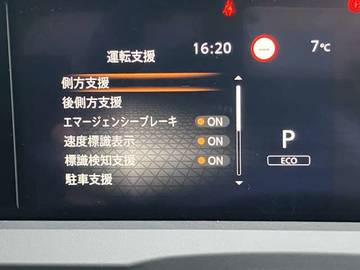 16:20
7℃
運転支援
側方支援
後側方支援
エマージェンシーブレーキ ON
速度標識表示 ON
標識検知支援 ON
駐車支援
P
ECO